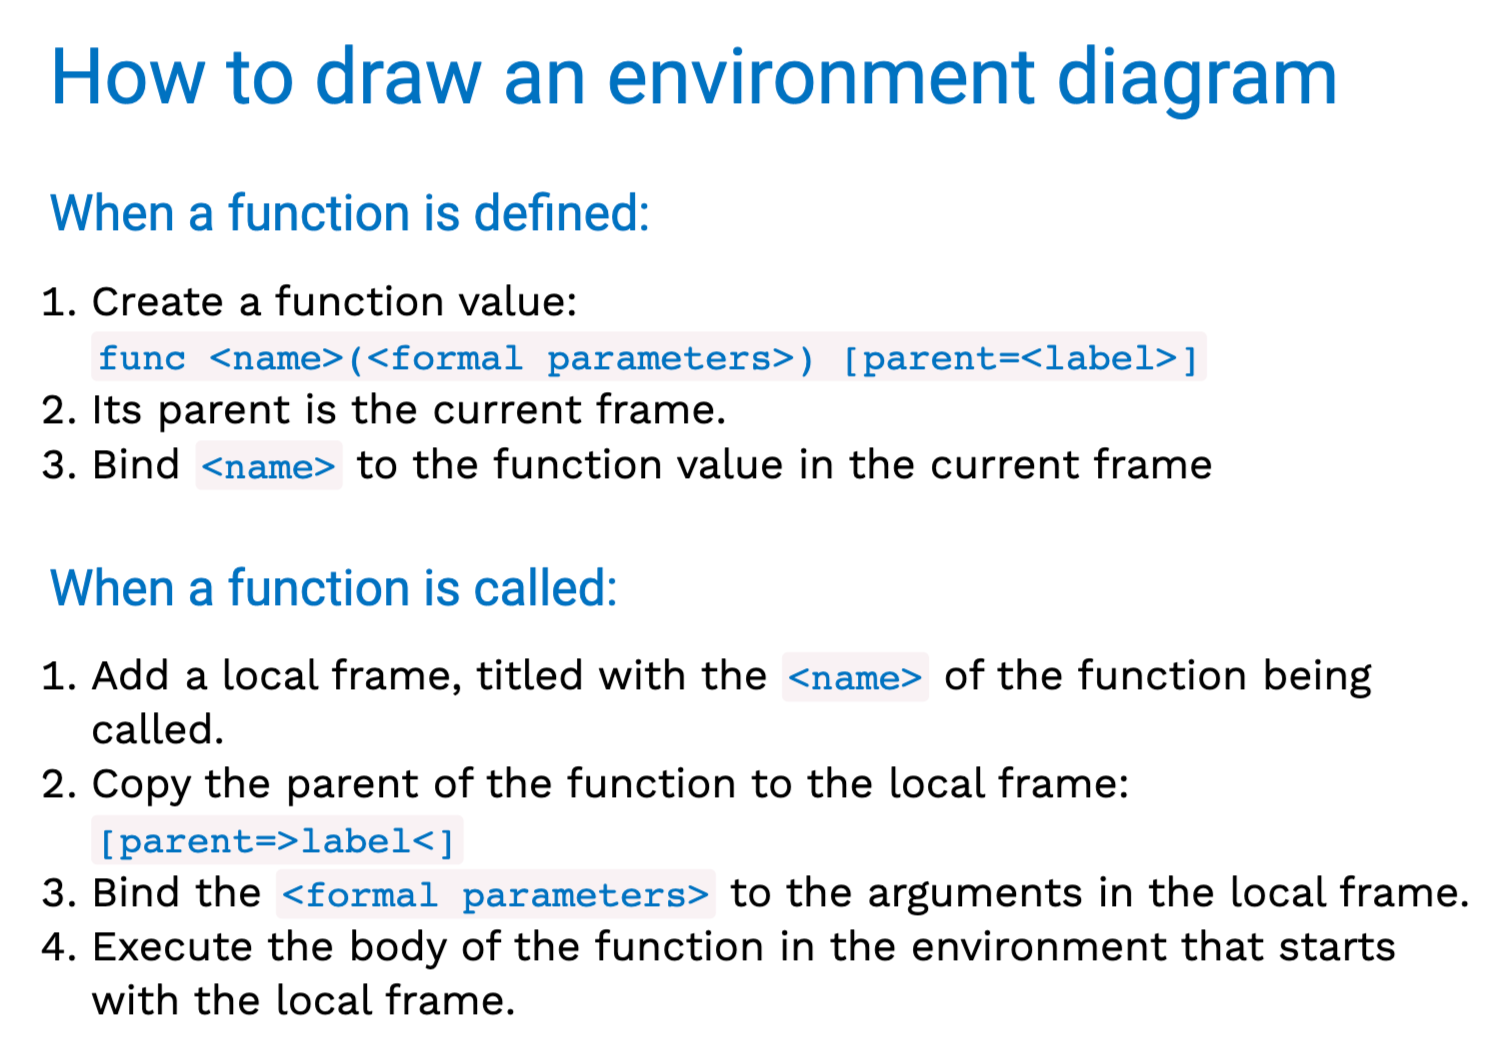 How to draw an environment diagram
When a function is defined:
1. Create a function value:
func <name>(<formal parameters>) [parent=<label>]
2. Its parent is the current frame.
3. Bind <name> to the function value in the current frame
When a function is called:
1. Add a local frame, titled with the <name> of the function being
called.
2. Copy the parent of the function to the local frame:
[parent=>label<]
3. Bind the <formal parameters> to the arguments in the local frame.
4. Execute the body of the function in the environment that starts
with the local frame.